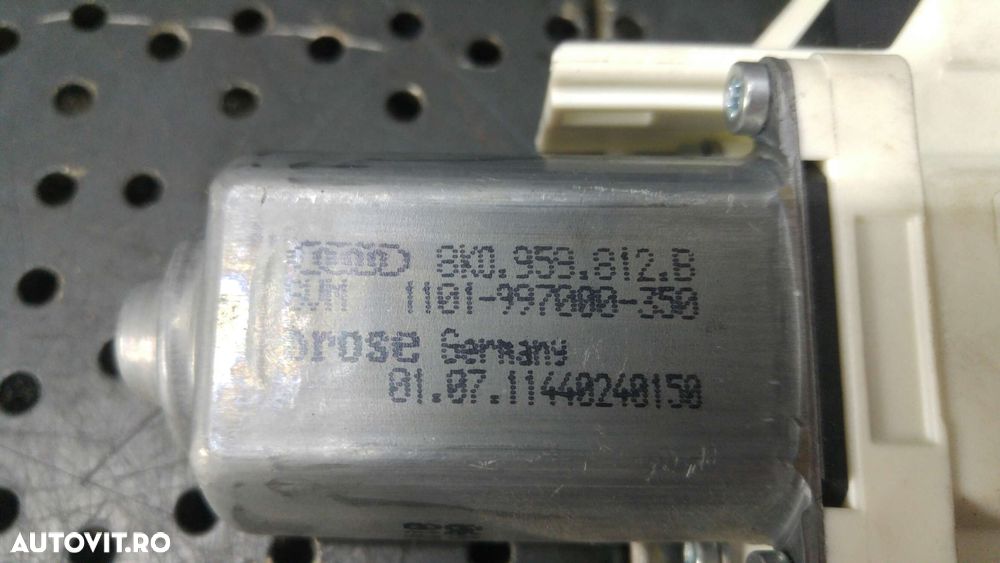 8K0.959.812.B
1101-997000-350
brose Germany
01.07.11440240150
AUTOVIT.RO